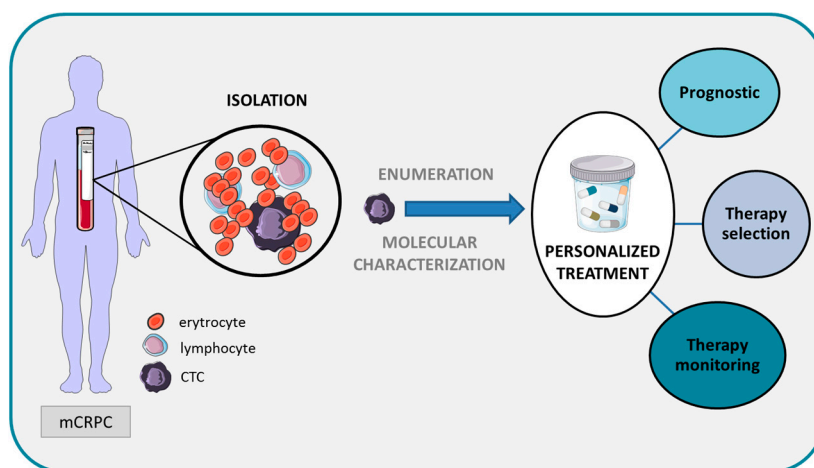 ISOLATION
ENUMERATION
MOLECULAR
CHARACTERIZATION
PERSONALIZED
TREATMENT
Prognostic
Therapy
selection
Therapy
monitoring
erytrocyte
lymphocyte
CTC
mCRPC